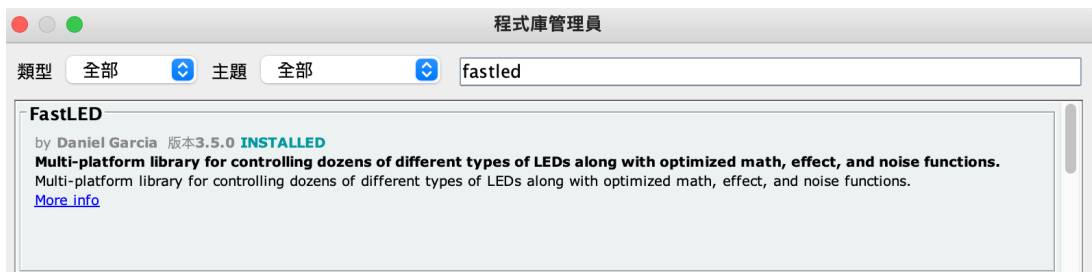 程式庫管理員
類型 全部 主題 全部 fastled
FastLED
by Daniel Garcia 版本3.5.0 INSTALLED
Multi-platform library for controlling dozens of different types of LEDs along with optimized math, effect, and noise functions.
Multi-platform library for controlling dozens of different types of LEDs along with optimized math, effect, and noise functions.
More info